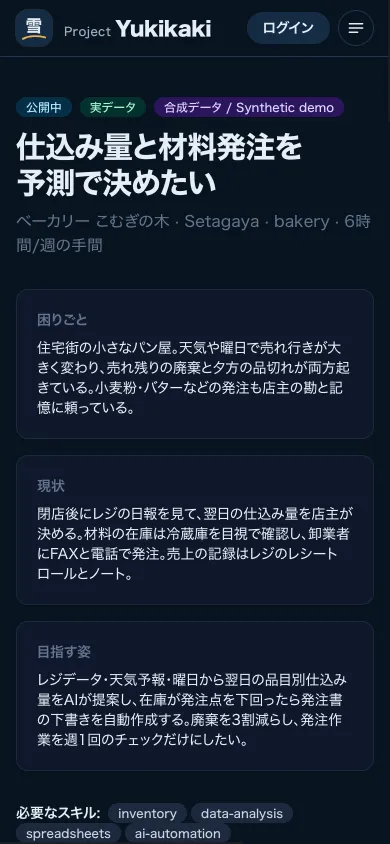 雪 Project Yukikaki ログイン
公開中 実データ 合成データ / Synthetic demo
仕込み量と材料発注を
予測で決めたい
ベーカリー こむぎの木 · Setagaya · bakery · 6時
間/週の手間
困りごと
住宅街の小さなパン屋。天気や曜日で売れ行きが大
きく変わり、売れ残りの廃棄と夕方の品切れが両方起
きている。小麦粉・バターなどの発注も店主の勘と記
憶に頼っている。
現状
閉店後にレジの日報を見て、翌日の仕込み量を店主が
決める。材料の在庫は冷蔵庫を目視で確認し、卸業者
にFAXと電話で発注。売上の記録はレジのレシート
ロールとノート。
目指す姿
レジデータ・天気予報・曜日から翌日の品目別仕込み
量をAIが提案し、在庫が発注点を下回ったら発注書
の下書きを自動作成する。廃棄を3割減らし、発注作
業を週1回のチェックだけにしたい。
必要なスキル: inventory data-analysis
spreadsheets ai-automation